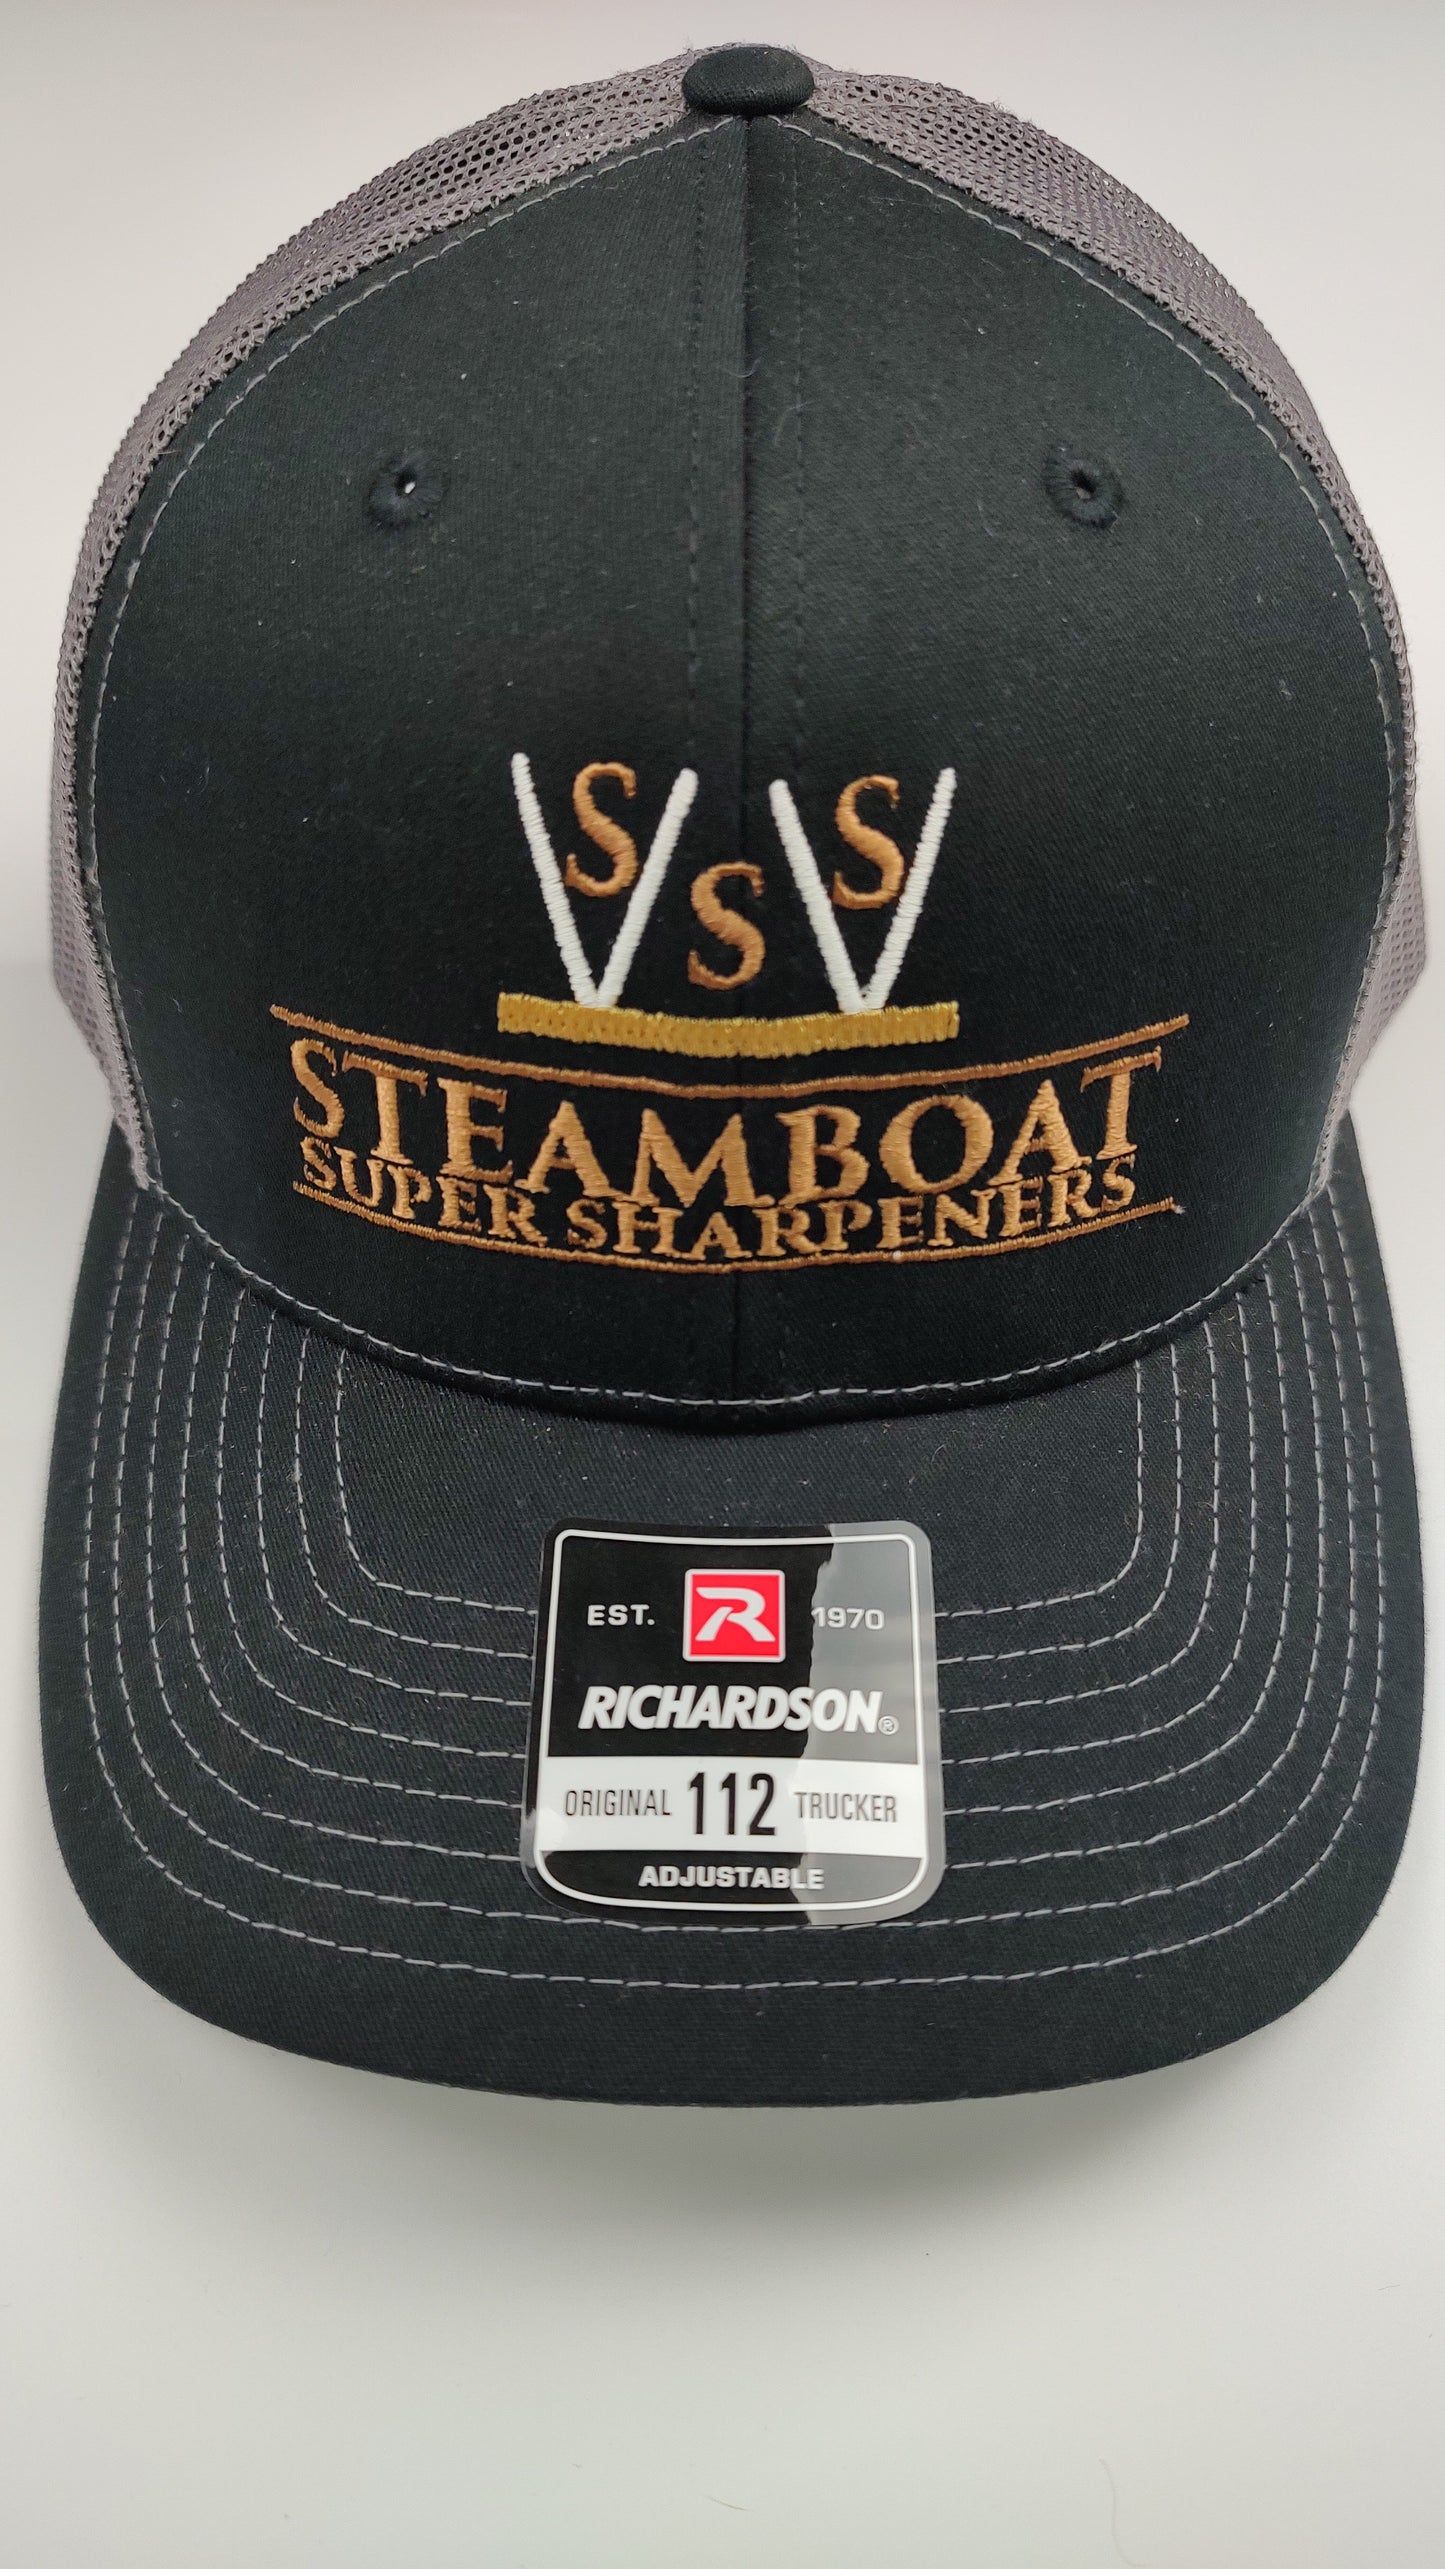 S S
S
STEAMBOAT
SUPER SHARPENERS
EST. R 1970
RICHARDSON®
ORIGINAL 112 TRUCKER
ADJUSTABLE